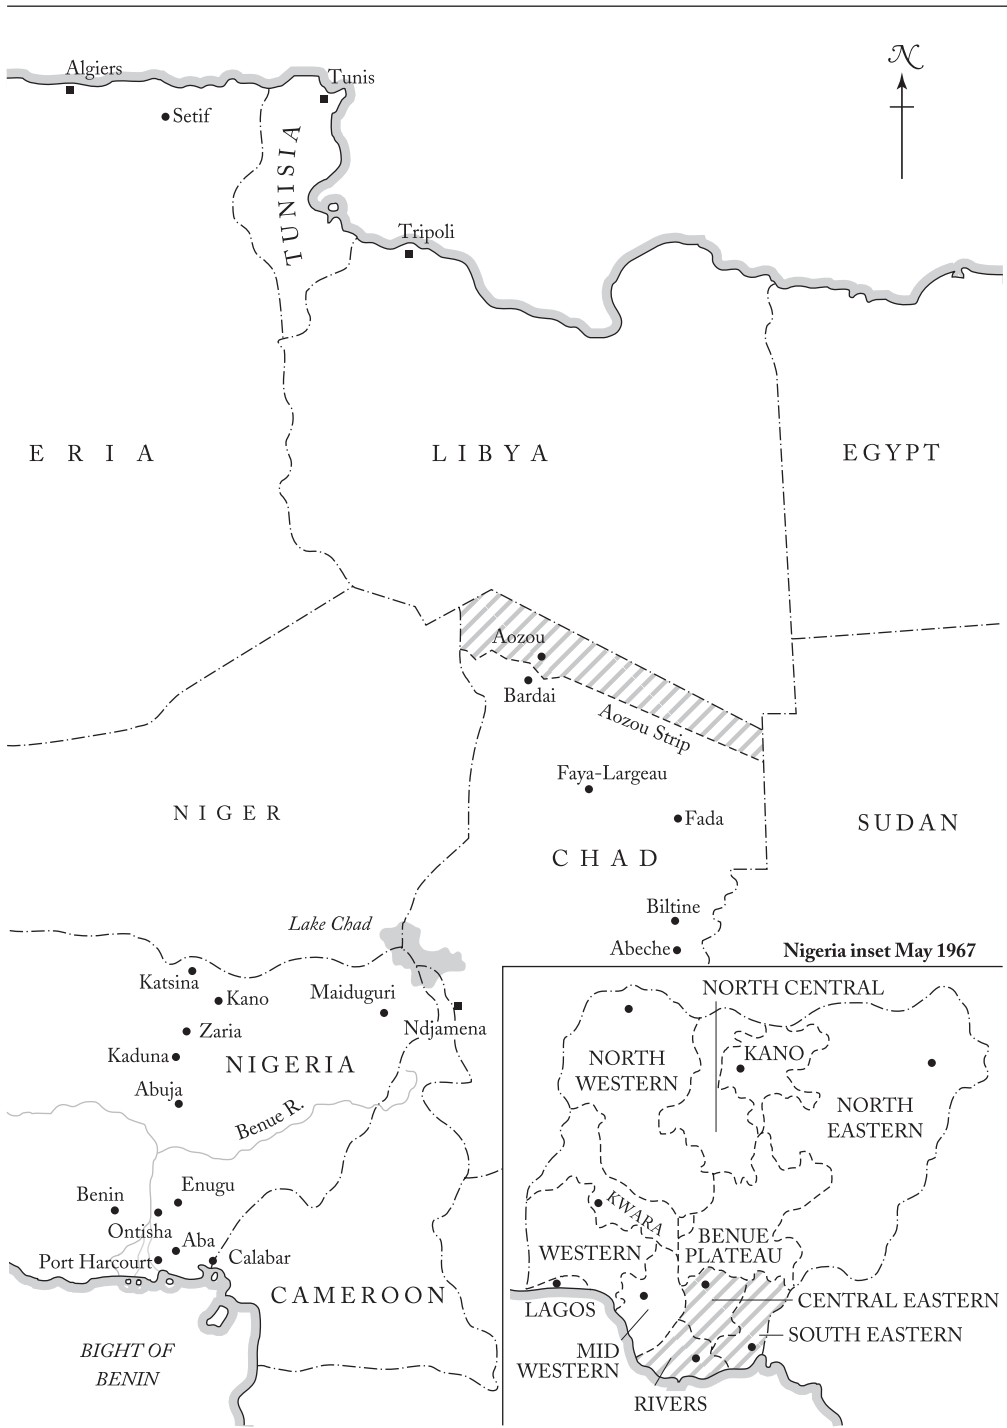 N
Algiers
Tunis
Setif
TUNISIA
Tripoli
ERIA
LIBYA
EGYPT
Aozou
Bardai
Aozou Strip
Faya-Largeau
NIGER
Fada
SUDAN
CHAD
Biltine
Lake Chad
Abeche
Nigeria inset May 1967
Katsina
Kano
Maiduguri
Ndjamena
Zaria
Kaduna
NIGERIA
Abuja
Benue R.
Enugu
Benin
Ontisha
Aba
Port Harcourt
Calabar
CAMEROON
BIGHT OF
BENIN
NORTH CENTRAL
NORTH
WESTERN
KANO
NORTH
EASTERN
KWARA
WESTERN
BENUE
PLATEAU
LAGOS
CENTRAL EASTERN
SOUTH EASTERN
MID
WESTERN
RIVERS